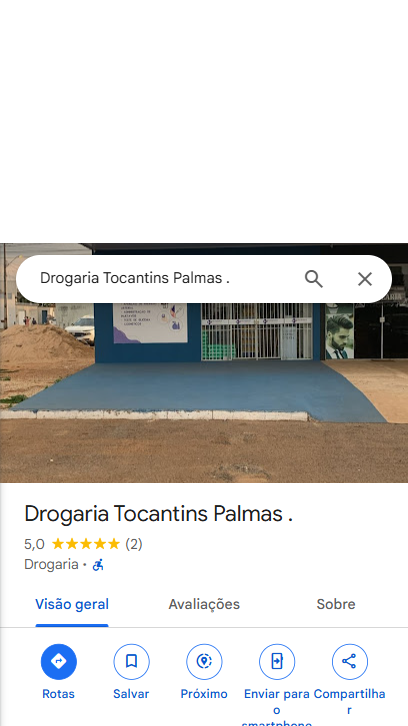 Drogaria Tocantins Palmas .
Drogaria Tocantins Palmas .
5,0 (2)
Drogaria ·
Visão geral
Avaliações
Sobre
Rotas
Salvar
Próximo
Enviar para o smartphone
Compartilhar